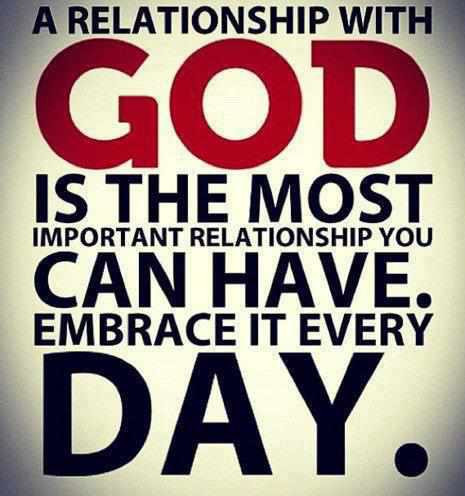 A RELATIONSHIP WITH
GOD
IS THE MOST
IMPORTANT RELATIONSHIP YOU
CAN HAVE.
EMBRACE IT EVERY
DAY.